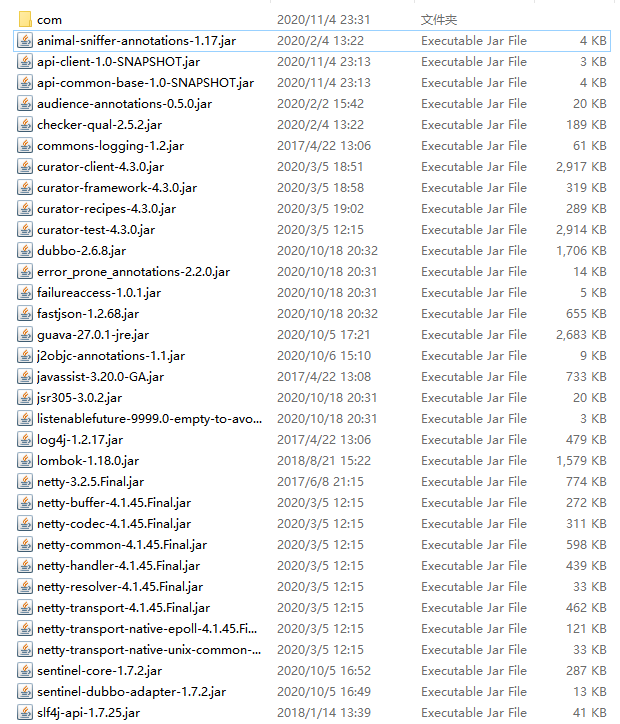 com 2020/11/4 23:31 文件夹
animal-sniffer-annotations-1.17.jar 2020/2/4 13:22 Executable Jar File 4 KB
api-client-1.0-SNAPSHOT.jar 2020/11/4 23:13 Executable Jar File 3 KB
api-common-base-1.0-SNAPSHOT.jar 2020/11/4 23:13 Executable Jar File 4 KB
audience-annotations-0.5.0.jar 2020/2/2 15:42 Executable Jar File 20 KB
checker-qual-2.5.2.jar 2020/2/4 13:22 Executable Jar File 189 KB
commons-logging-1.2.jar 2017/4/22 13:06 Executable Jar File 61 KB
curator-client-4.3.0.jar 2020/3/5 18:51 Executable Jar File 2,917 KB
curator-framework-4.3.0.jar 2020/3/5 18:58 Executable Jar File 319 KB
curator-recipes-4.3.0.jar 2020/3/5 19:02 Executable Jar File 289 KB
curator-test-4.3.0.jar 2020/3/5 12:15 Executable Jar File 2,914 KB
dubbo-2.6.8.jar 2020/10/18 20:32 Executable Jar File 1,706 KB
error_prone_annotations-2.2.0.jar 2020/10/18 20:31 Executable Jar File 14 KB
failureaccess-1.0.1.jar 2020/10/18 20:31 Executable Jar File 5 KB
fastjson-1.2.68.jar 2020/10/18 20:32 Executable Jar File 655 KB
guava-27.0.1-jre.jar 2020/10/5 17:21 Executable Jar File 2,683 KB
j2objc-annotations-1.1.jar 2020/10/6 15:10 Executable Jar File 9 KB
javassist-3.20.0-GA.jar 2017/4/22 13:08 Executable Jar File 733 KB
jsr305-3.0.2.jar 2020/10/18 20:31 Executable Jar File 20 KB
listenablefuture-9999.0-empty-to-avo... 2020/10/18 20:31 Executable Jar File 3 KB
log4j-1.2.17.jar 2017/4/22 13:06 Executable Jar File 479 KB
lombok-1.18.0.jar 2018/8/21 15:22 Executable Jar File 1,579 KB
netty-3.2.5.Final.jar 2017/6/8 21:15 Executable Jar File 774 KB
netty-buffer-4.1.45.Final.jar 2020/3/5 12:15 Executable Jar File 272 KB
netty-codec-4.1.45.Final.jar 2020/3/5 12:15 Executable Jar File 311 KB
netty-common-4.1.45.Final.jar 2020/3/5 12:15 Executable Jar File 598 KB
netty-handler-4.1.45.Final.jar 2020/3/5 12:15 Executable Jar File 439 KB
netty-resolver-4.1.45.Final.jar 2020/3/5 12:15 Executable Jar File 33 KB
netty-transport-4.1.45.Final.jar 2020/3/5 12:15 Executable Jar File 462 KB
netty-transport-native-epoll-4.1.45.Fi... 2020/3/5 12:15 Executable Jar File 121 KB
netty-transport-native-unix-common-... 2020/3/5 12:15 Executable Jar File 33 KB
sentinel-core-1.7.2.jar 2020/10/5 16:52 Executable Jar File 287 KB
sentinel-dubbo-adapter-1.7.2.jar 2020/10/5 16:49 Executable Jar File 13 KB
slf4j-api-1.7.25.jar 2018/1/14 13:39 Executable Jar File 41 KB